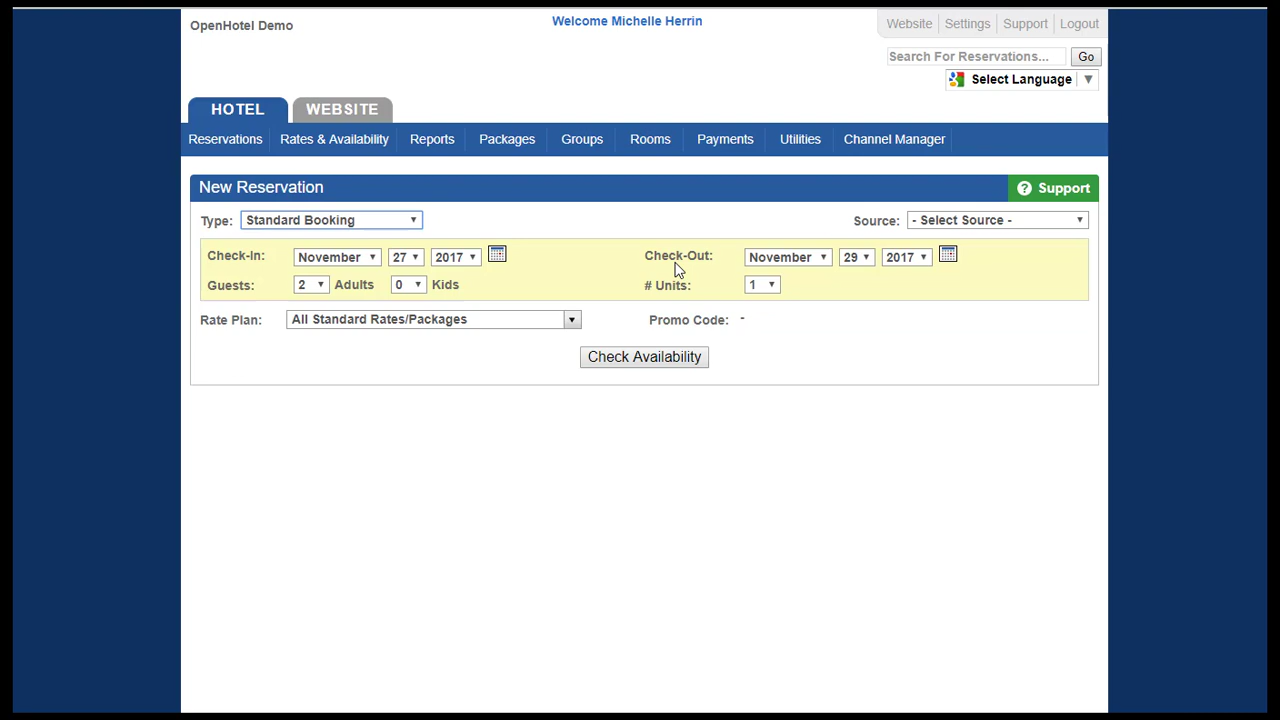 OpenHotel Demo
Welcome Michelle Herrin
Website Settings Support Logout
Search For Reservations... Go
Select Language ▼
HOTEL WEBSITE
Reservations Rates & Availability Reports Packages Groups Rooms Payments Utilities Channel Manager
New Reservation ? Support
Type: Standard Booking Source: - Select Source -
Check-In: November 27 2017 Check-Out: November 29 2017
Guests: 2 Adults 0 Kids # Units: 1
Rate Plan: All Standard Rates/Packages Promo Code: -
Check Availability